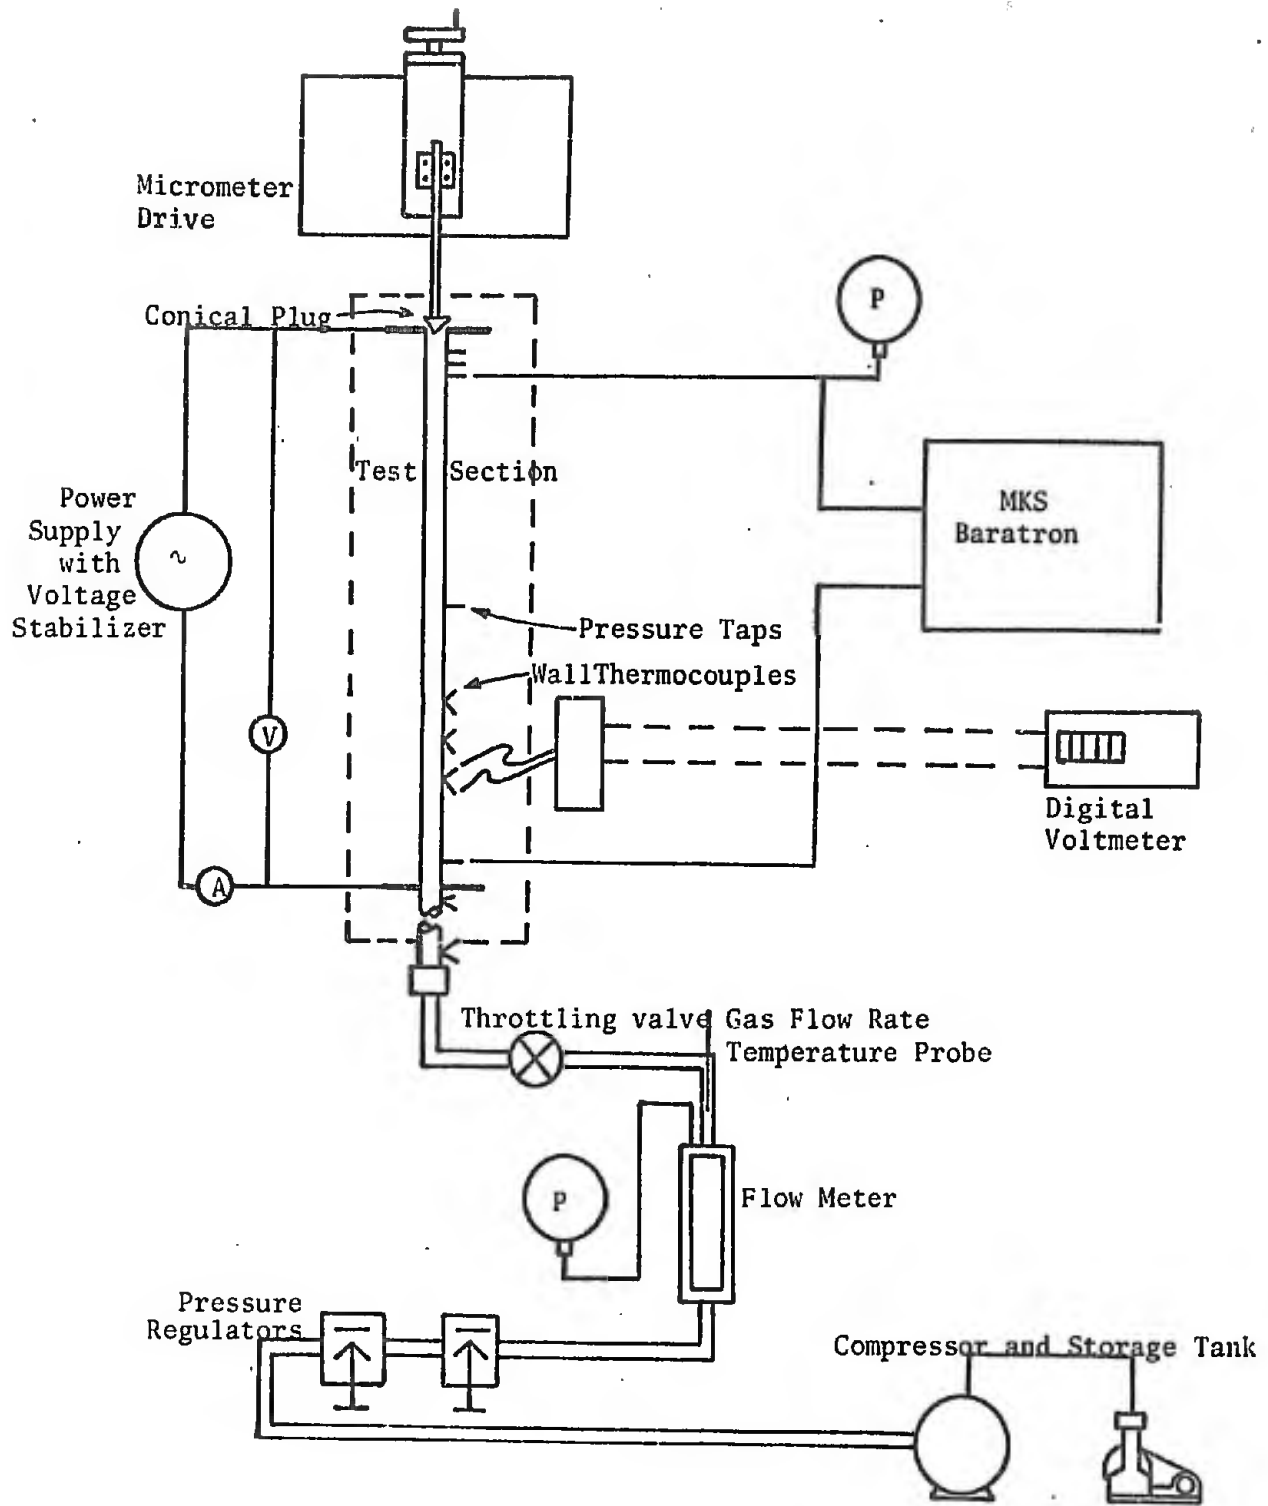 Micrometer
Drive
Conical Plug
P
Test Section
MKS
Baratron
Power
Supply
with
Voltage
Stabilizer
~
Pressure Taps
WallThermocouples
V
Digital
Voltmeter
A
Throttling valve
Gas Flow Rate
Temperature Probe
P
Flow Meter
Pressure
Regulators
Compressor and Storage Tank